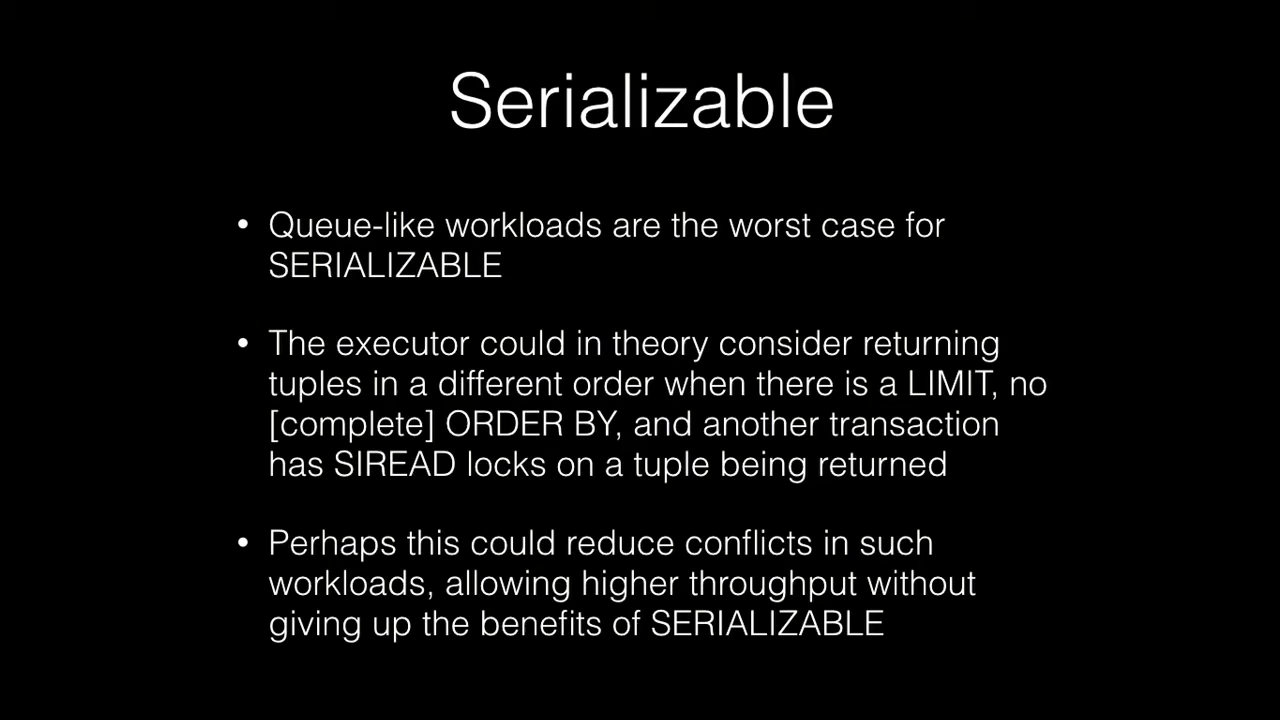 Serializable
• Queue-like workloads are the worst case for
SERIALIZABLE
• The executor could in theory consider returning
tuples in a different order when there is a LIMIT, no
[complete] ORDER BY, and another transaction
has SIREAD locks on a tuple being returned
• Perhaps this could reduce conflicts in such
workloads, allowing higher throughput without
giving up the benefits of SERIALIZABLE